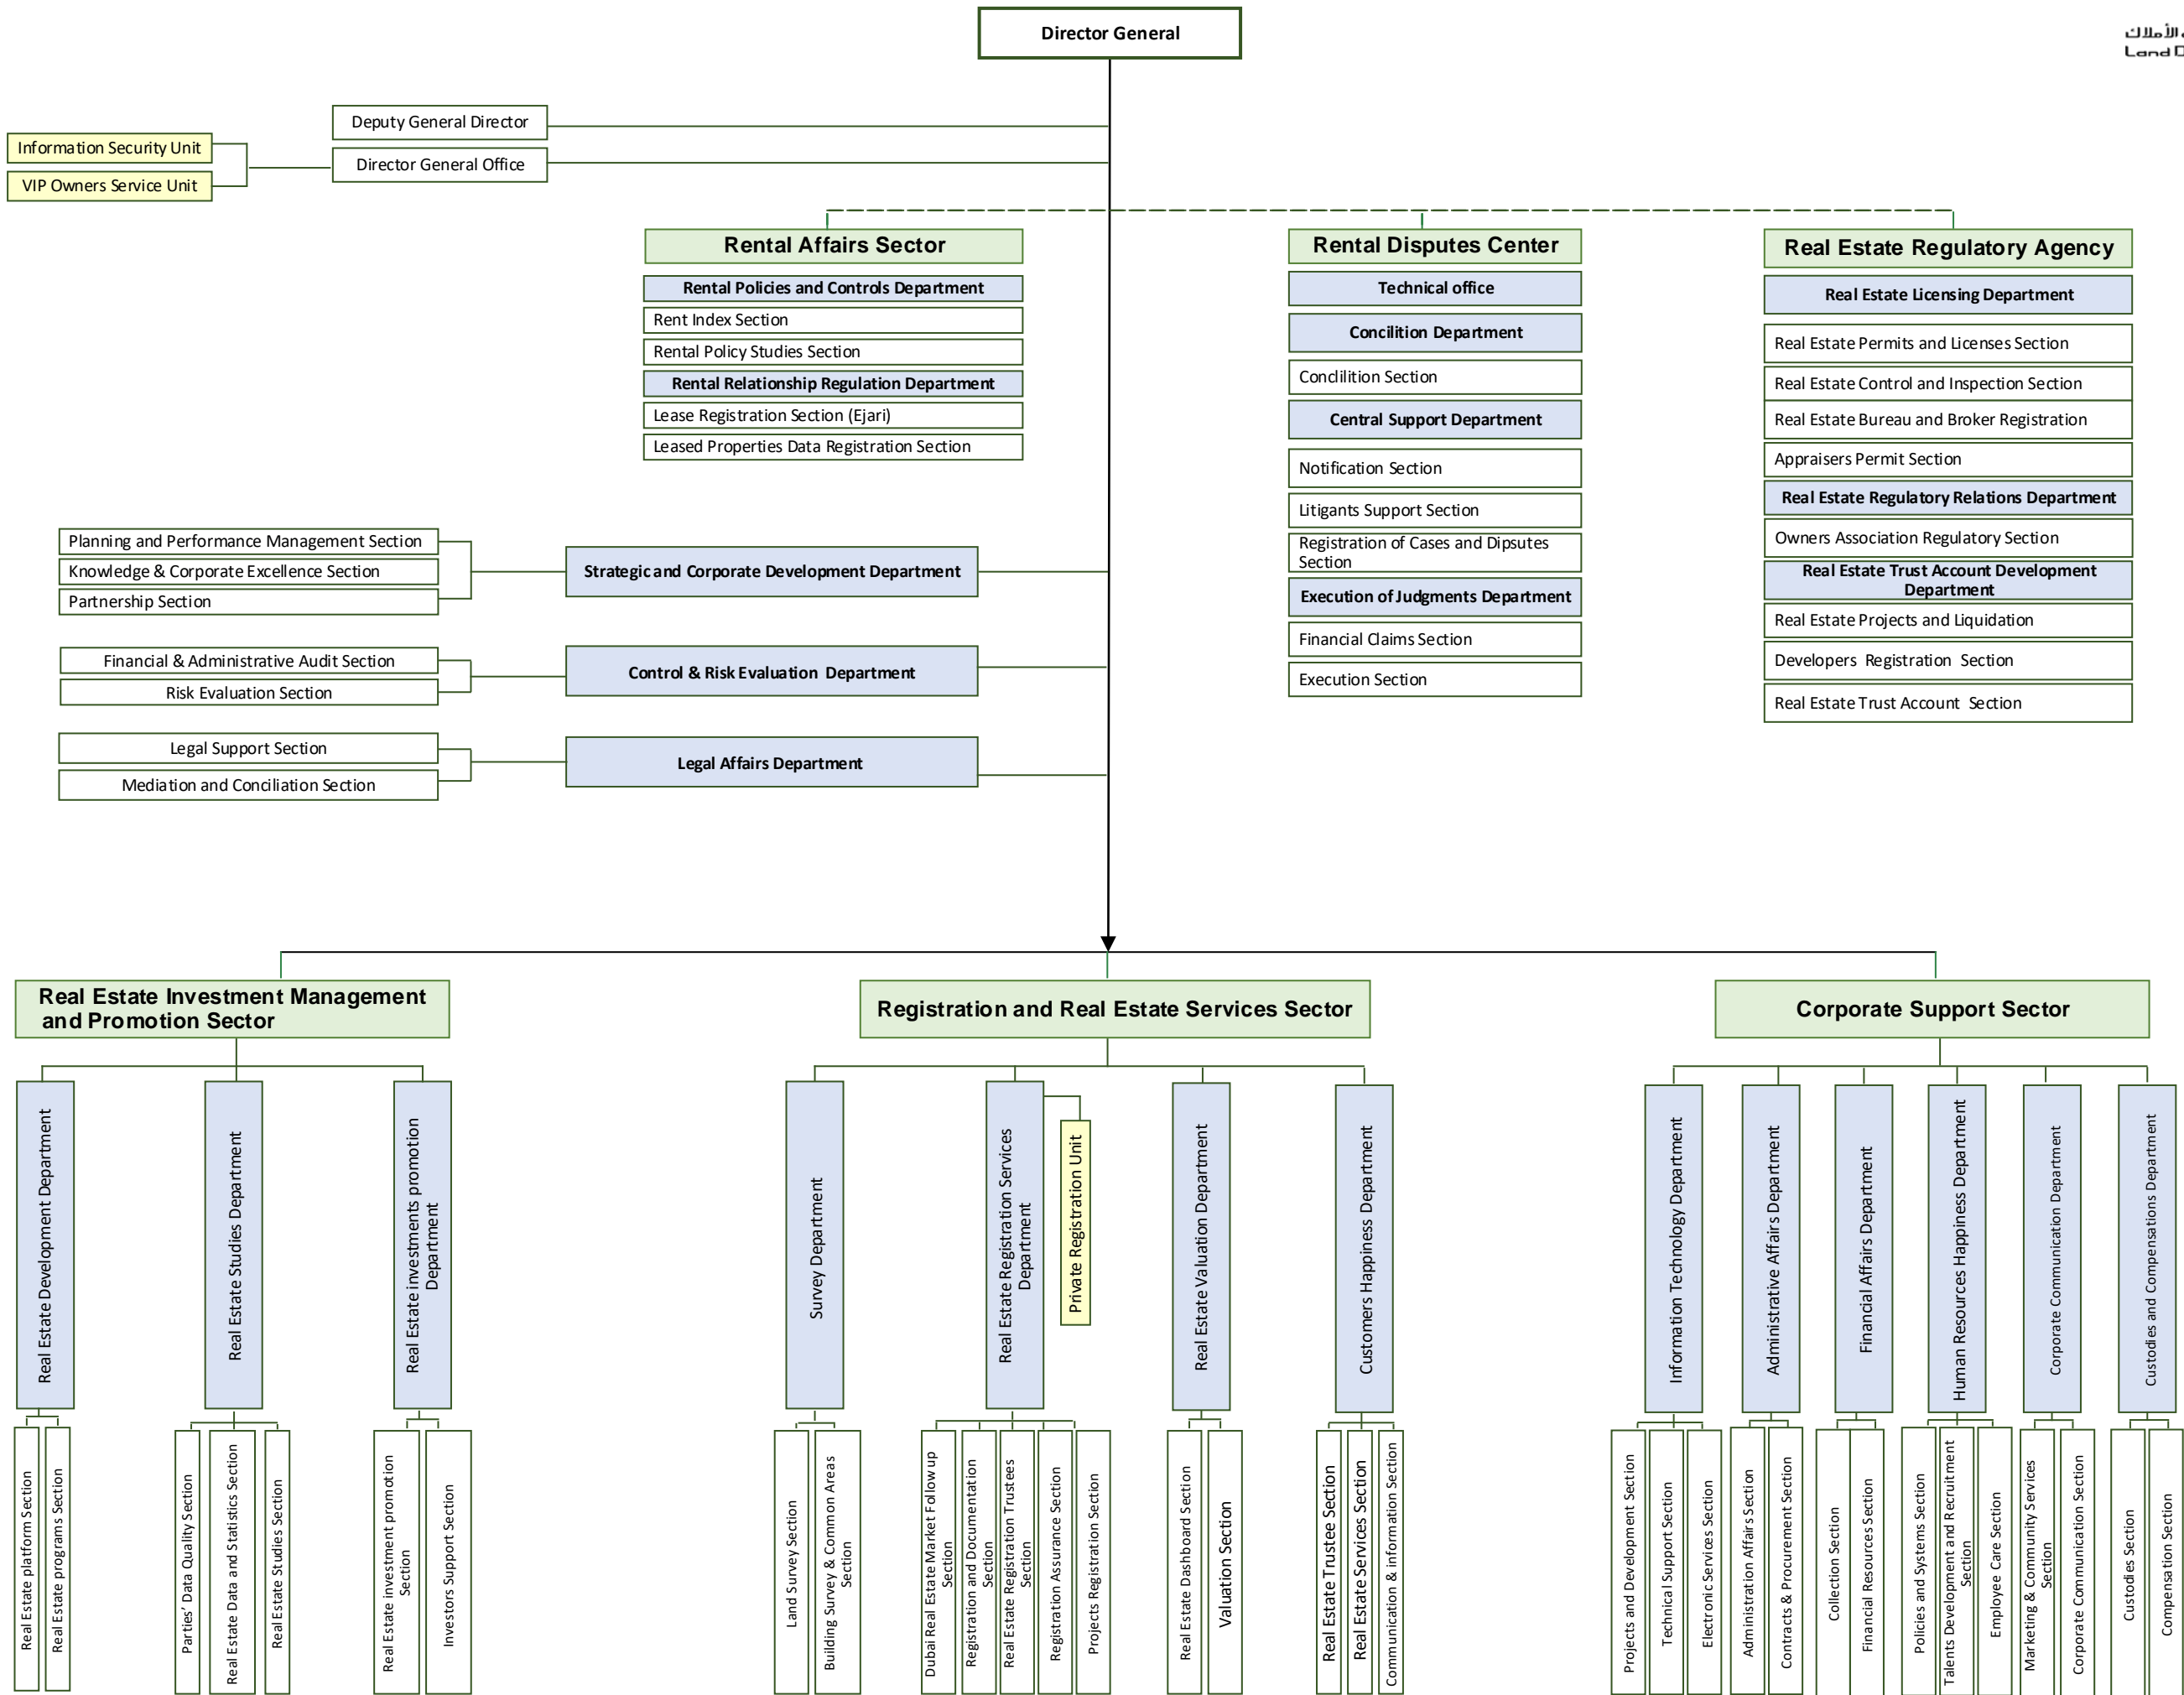 Director General
الأملاك
Land D
Deputy General Director
Director General Office
Information Security Unit
VIP Owners Service Unit
Rental Affairs Sector
Rental Policies and Controls Department
Rent Index Section
Rental Policy Studies Section
Rental Relationship Regulation Department
Lease Registration Section (Ejari)
Leased Properties Data Registration Section
Rental Disputes Center
Technical office
Concilition Department
Conclilition Section
Central Support Department
Notification Section
Litigants Support Section
Registration of Cases and Dipsutes
Section
Execution of Judgments Department
Financial Claims Section
Execution Section
Real Estate Regulatory Agency
Real Estate Licensing Department
Real Estate Permits and Licenses Section
Real Estate Control and Inspection Section
Real Estate Bureau and Broker Registration
Appraisers Permit Section
Real Estate Regulatory Relations Department
Owners Association Regulatory Section
Real Estate Trust Account Development
Department
Real Estate Projects and Liquidation
Developers Registration Section
Real Estate Trust Account Section
Planning and Performance Management Section
Knowledge & Corporate Excellence Section
Partnership Section
Strategic and Corporate Development Department
Financial & Administrative Audit Section
Risk Evaluation Section
Control & Risk Evaluation Department
Legal Support Section
Mediation and Conciliation Section
Legal Affairs Department
Real Estate Investment Management
and Promotion Sector
Real Estate Development Department
Real Estate Studies Department
Real Estate investments promotion
Department
Real Estate platform Section
Real Estate programs Section
Parties' Data Quality Section
Real Estate Data and Statistics Section
Real Estate Studies Section
Real Estate investment promotion
Section
Investors Support Section
Registration and Real Estate Services Sector
Survey Department
Real Estate Registration Services
Department
Private Registration Unit
Real Estate Valuation Department
Customers Happiness Department
Land Survey Section
Building Survey & Common Areas
Section
Dubai Real Estate Market Follow up
Section
Registration and Documentation
Section
Real Estate Registration Trustees
Section
Registration Assurance Section
Projects Registration Section
Real Estate Dashboard Section
Valuation Section
Real Estate Trustee Section
Real Estate Services Section
Communication & information Section
Corporate Support Sector
Information Technology Department
Administrative Affairs Department
Financial Affairs Department
Human Resources Happiness Department
Corporate Communication Department
Custodies and Compensations Department
Projects and Development Section
Technical Support Section
Electronic Services Section
Administration Affairs Section
Contracts & Procurement Section
Collection Section
Financial Resources Section
Policies and Systems Section
Talents Development and Recruitment
Section
Employee Care Section
Marketing & Community Services
Section
Corporate Communication Section
Custodies Section
Compensation Section